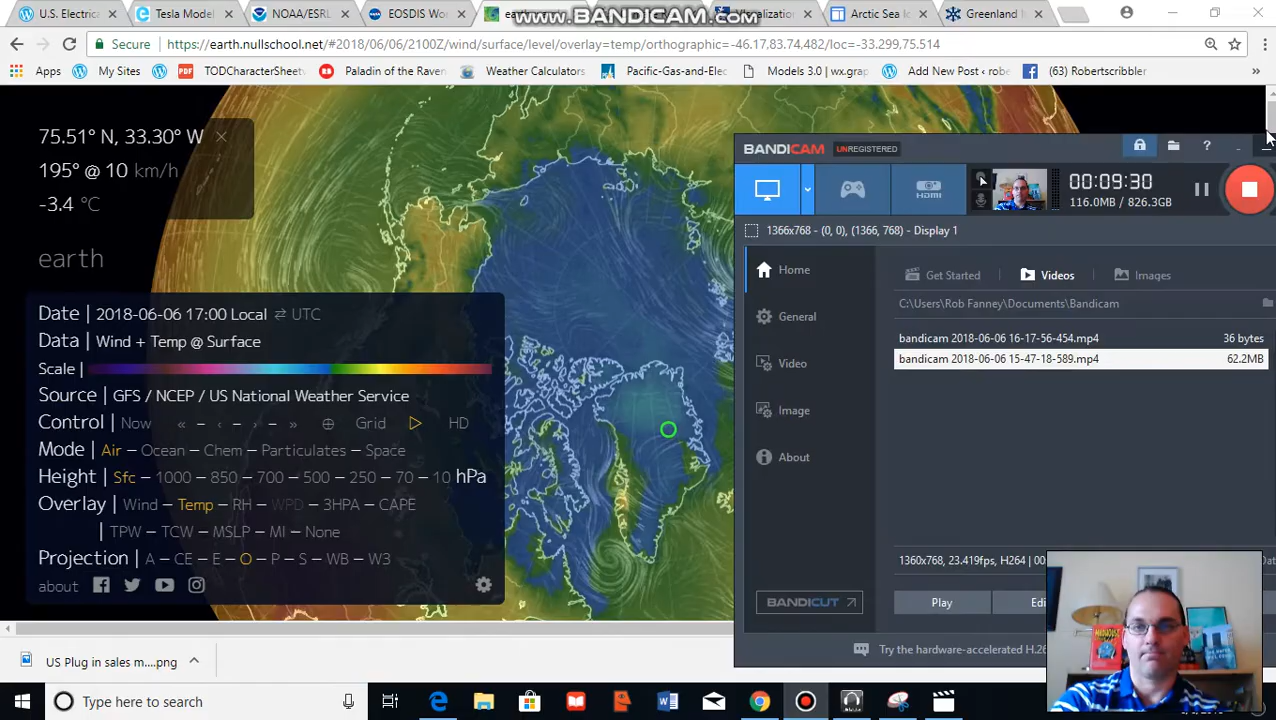 U.S. Electric
Tesla Model
NOAA/ESRL
EOSDIS Wo
ear
isualization
Arctic Sea I
Greenland I
www.BANDICAM.com
Secure
https://earth.nullschool.net/#2018/06/06/2100Z/wind/surface/level/overlay=temp/orthographic=-46.17,83.74,482/loc=-33.299,75.514
Apps
My Sites
TODCharacterSheets
Paladin of the Raven
Weather Calculators
Pacific-Gas-and-Elec
Models 3.0 | wx.grap
Add New Post ‹ robe
(63) Robertscribbler
»
75.51° N, 33.30° W ×
195° @ 10 km/h
-3.4 °C
earth
Date | 2018-06-06 17:00 Local ⇄ UTC
Data | Wind + Temp @ Surface
Scale |
Source | GFS / NCEP / US National Weather Service
Control | Now « – ‹ – › – » ⊕ Grid ▷ HD
Mode | Air – Ocean – Chem – Particulates – Space
Height | Sfc – 1000 – 850 – 700 – 500 – 250 – 70 – 10 hPa
Overlay | Wind – Temp – RH – WPD – 3HPA – CAPE
| TPW – TCW – MSLP – MI – None
Projection | A – CE – E – O – P – S – WB – W3
about
BANDICAM UNREGISTERED
?
HDMI
00:09:30
116.0MB / 826.3GB
1366x768 - (0, 0), (1366, 768) - Display 1
Home
General
Video
Image
About
Get Started
Videos
Images
C:\Users\Rob Fanney\Documents\Bandicam
bandicam 2018-06-06 16-17-56-454.mp4 36 bytes
bandicam 2018-06-06 15-47-18-589.mp4 62.2MB
1360x768, 23.419fps, H264 | 00
BANDICUT
Play
Edi
Try the hardware-accelerated H.26
US Plug in sales m....png
Type here to search